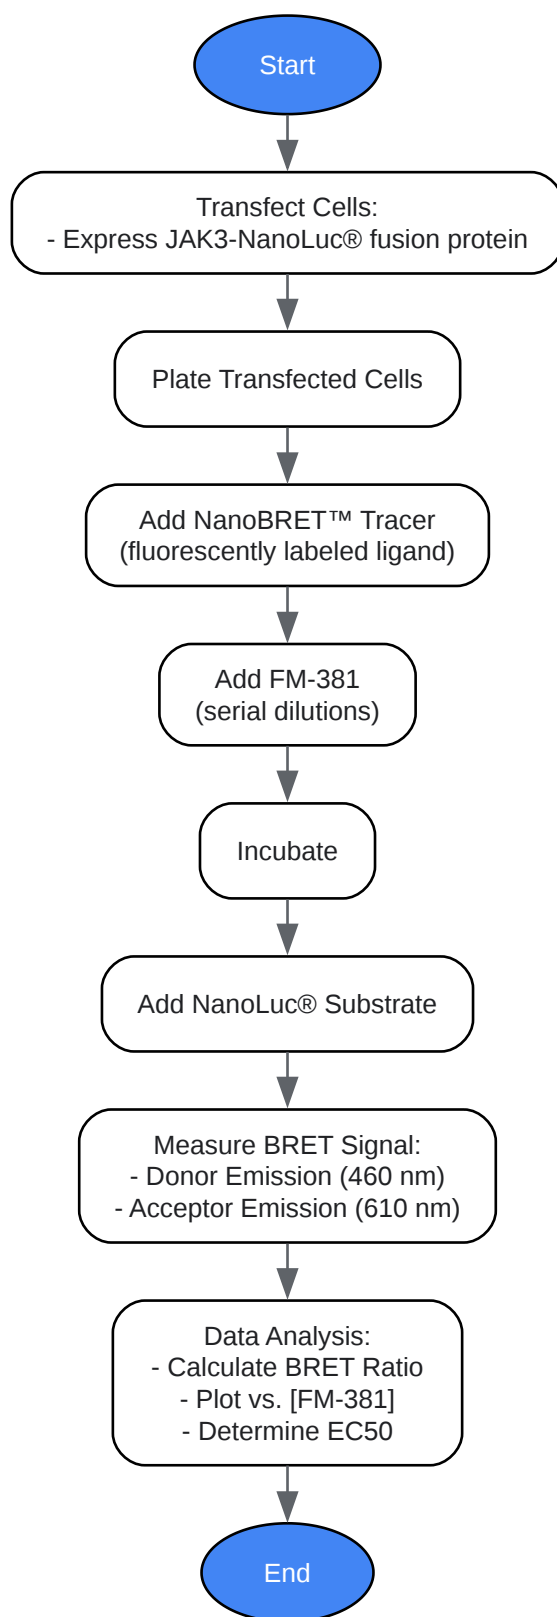 Start
Transfect Cells:
- Express JAK3-NanoLuc® fusion protein
Plate Transfected Cells
Add NanoBRET™ Tracer
(fluorescently labeled ligand)
Add FM-381
(serial dilutions)
Incubate
Add NanoLuc® Substrate
Measure BRET Signal:
- Donor Emission (460 nm)
- Acceptor Emission (610 nm)
Data Analysis:
- Calculate BRET Ratio
- Plot vs. [FM-381]
- Determine EC50
End